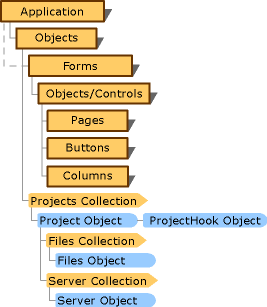 Application
Objects
Forms
Objects/Controls
Pages
Buttons
Columns
Projects Collection
Project Object ProjectHook Object
Files Collection
Files Object
Server Collection
Server Object